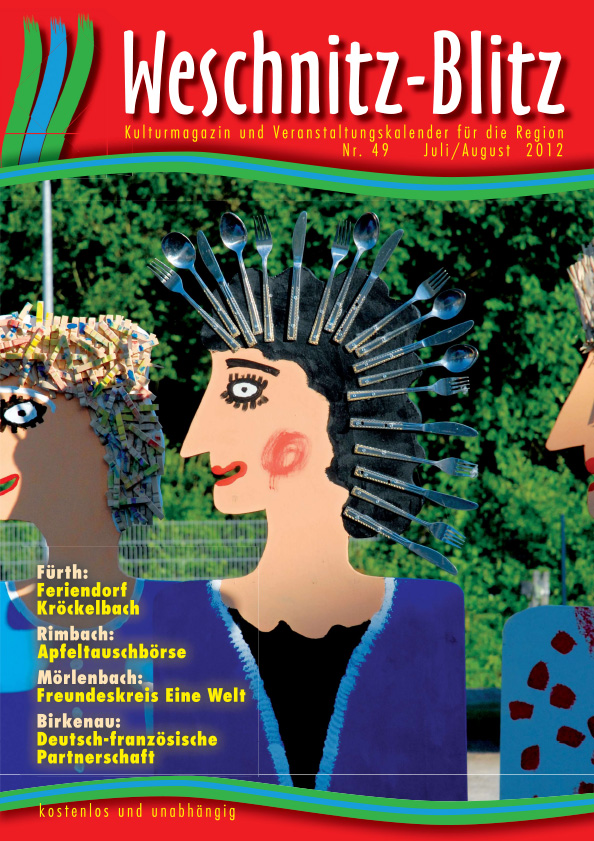 Weschnitz-Blitz
Kulturmagazin und Veranstaltungskalender für die Region
Nr. 49 Juli/August 2012
Fürth:
Feriendorf
Kröckelbach
Rimbach:
Apfeltauschbörse
Mörlenbach:
Freundeskreis Eine Welt
Birkenau:
Deutsch-französische
Partnerschaft
kostenlos und unabhängig